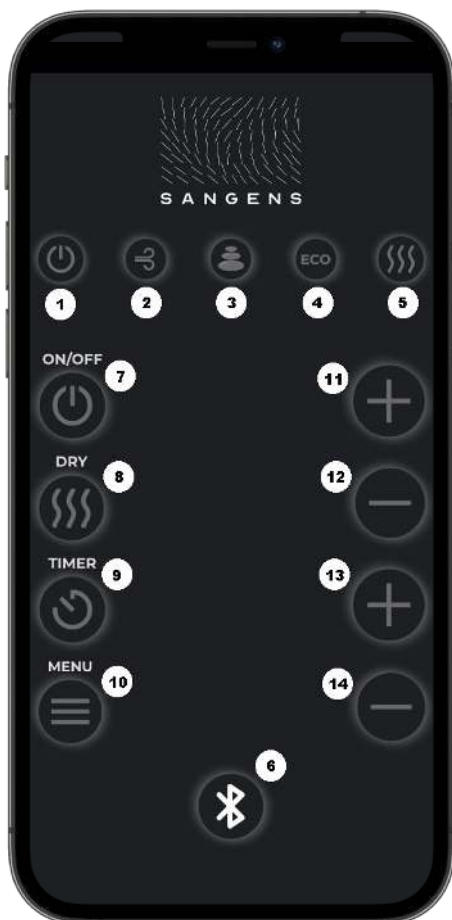 SANGENS
ECO
1 2 3 4 5
ON/OFF
7 11
DRY
8 12
TIMER
9 13
MENU
10 14
6